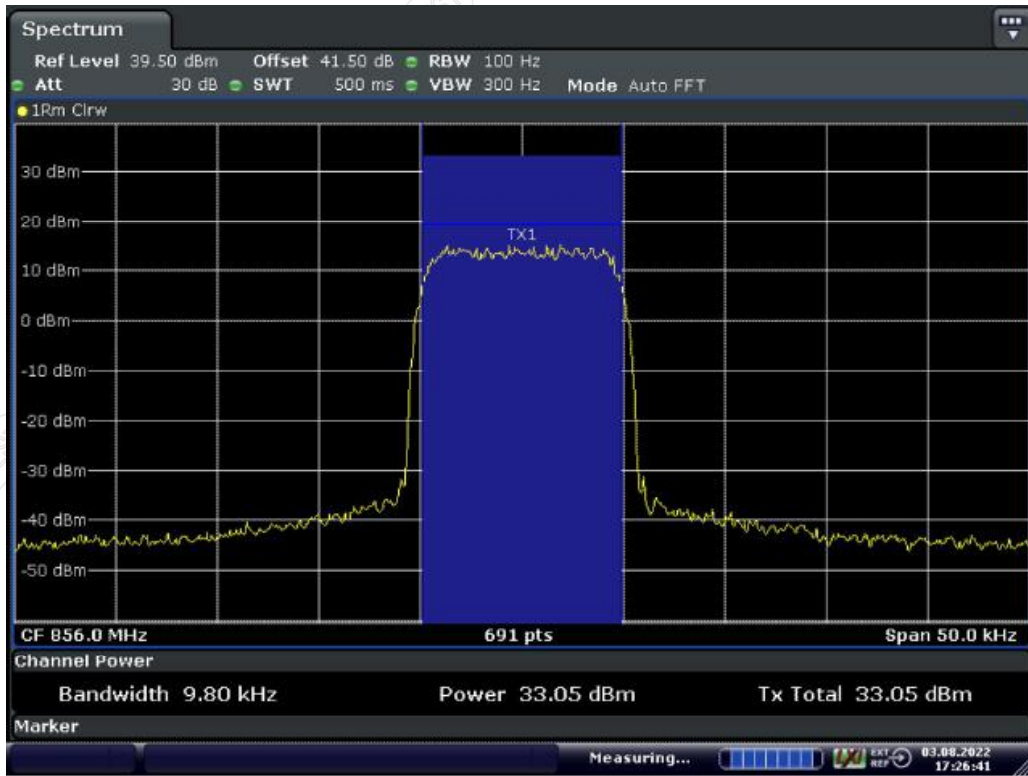 Spectrum
Ref Level 39.50 dBm Offset 41.50 dB RBW 100 Hz
Att 30 dB SWT 500 ms VBW 300 Hz Mode Auto FFT
1Rm Clrw
30 dBm
20 dBm
TX1
10 dBm
0 dBm
-10 dBm
-20 dBm
-30 dBm
-40 dBm
-50 dBm
CF 856.0 MHz 691 pts Span 50.0 kHz
Channel Power
Bandwidth 9.80 kHz Power 33.05 dBm Tx Total 33.05 dBm
Marker
Measuring... EXT REF 03.08.2022
17:26:41